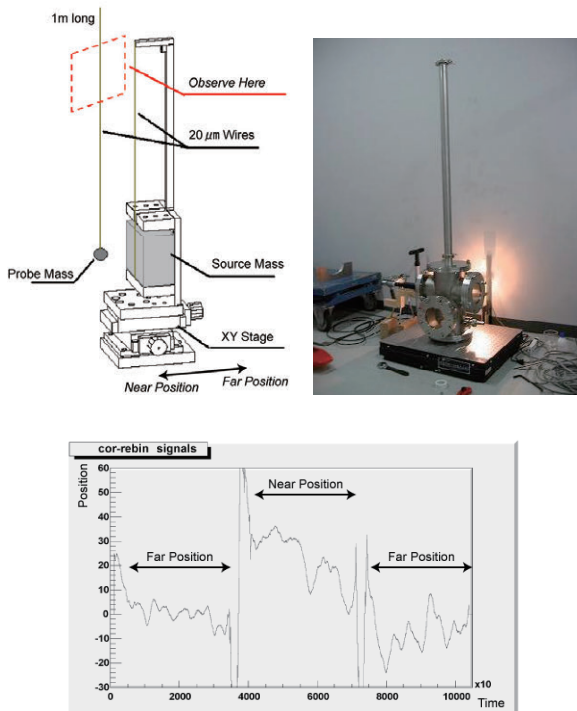 1m long
Observe Here
20 μm Wires
Probe Mass
Source Mass
XY Stage
Near Position
Far Position
cor-rebin signals
Position
60
50
40
30
20
10
0
-10
-20
-30
Near Position
Far Position
Far Position
0
2000
4000
6000
8000
10000
x10
Time